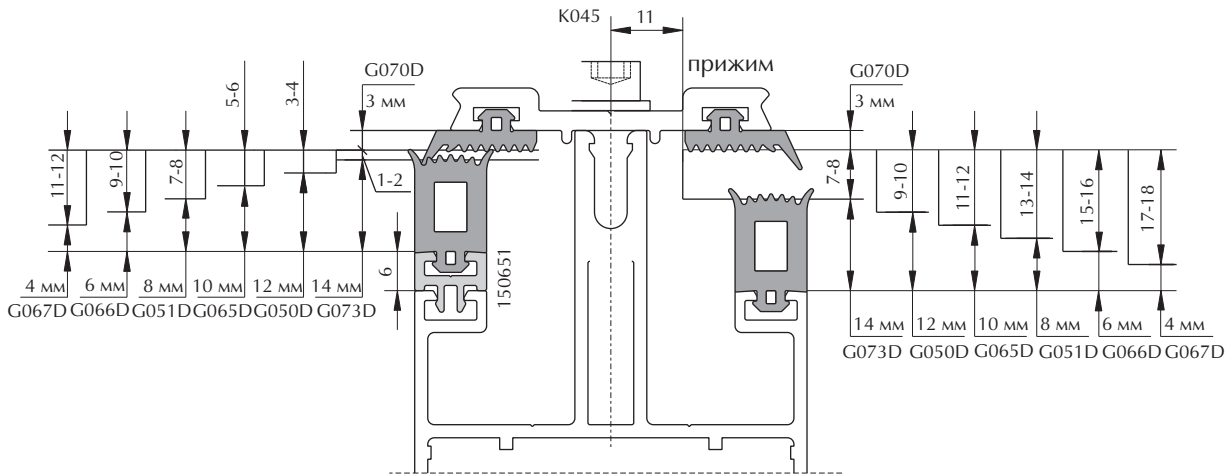 K045
11
прижим
G070D
3 мм
G070D
3 мм
11-12
9-10
7-8
5-6
3-4
1-2
7-8
9-10
11-12
13-14
15-16
17-18
6
150651
4 мм
6 мм
8 мм
10 мм
12 мм
14 мм
G067D
G066D
G051D
G065D
G050D
G073D
14 мм
12 мм
10 мм
8 мм
6 мм
4 мм
G073D
G050D
G065D
G051D
G066D
G067D